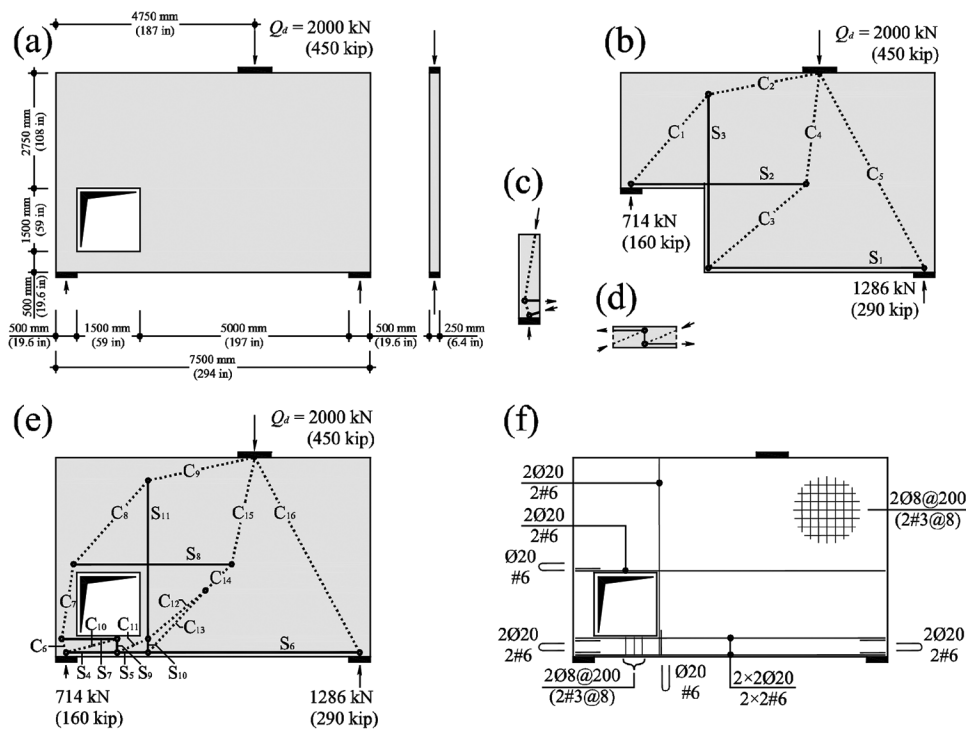 (a)
4750 mm
(187 in)
Qd = 2000 kN
(450 kip)
2750 mm
(108 in)
1500 mm
(59 in)
500 mm
(19.6 in)
500 mm
(19.6 in)
1500 mm
(59 in)
5000 mm
(197 in)
500 mm
(19.6 in)
250 mm
(6.4 in)
7500 mm
(294 in)
(b)
Qd = 2000 kN
(450 kip)
C1
C2
S3
C4
C5
S2
C3
S1
714 kN
(160 kip)
1286 kN
(290 kip)
(c)
(d)
(e)
Qd = 2000 kN
(450 kip)
C9
C8
S11
C15
C16
S8
C14
C7
C12
C10
C11
C13
C6
S6
S4
S7
S5
S9
S10
714 kN
(160 kip)
1286 kN
(290 kip)
(f)
2Ø20
2#6
2Ø8@200
(2#3@8)
2Ø20
2#6
Ø20
#6
2Ø20
2#6
2Ø20
2#6
2Ø8@200
(2#3@8)
Ø20
#6
2×2Ø20
2×2#6